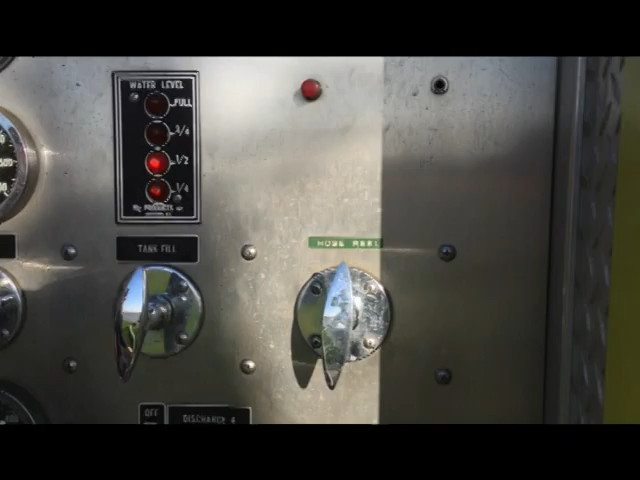 WATER LEVEL
FULL
3/4
1/2
1/4
PRODUCTS
TANK FILL
HOSE REEL
OFF
DISCHARGE 4